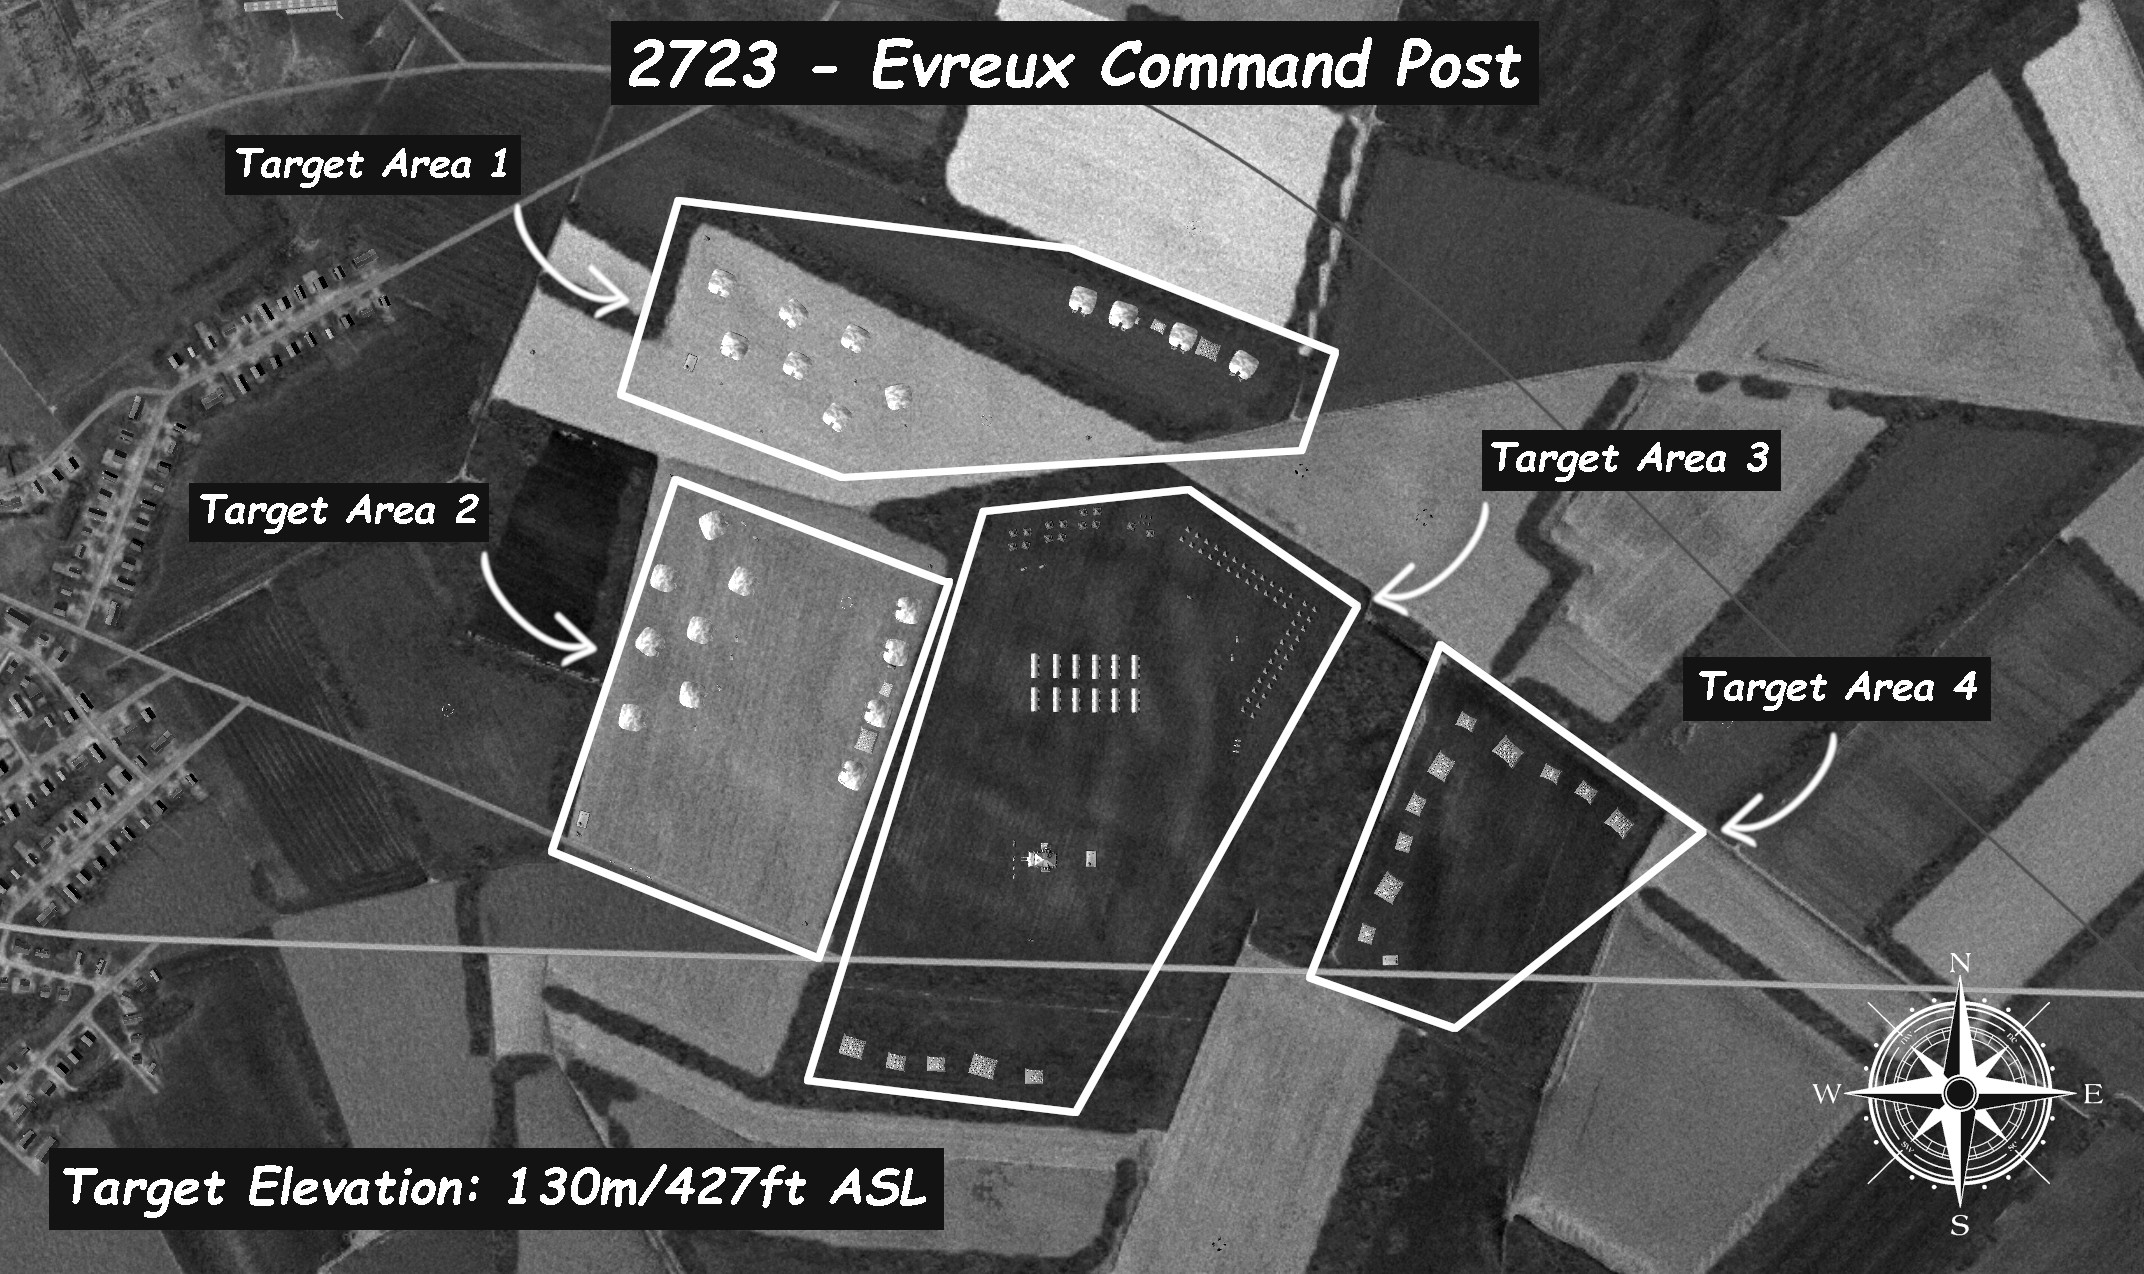 2723 - Evreux Command Post
Target Area 1
Target Area 2
Target Area 3
Target Area 4
N
W
E
S
Target Elevation: 130m/427ft ASL